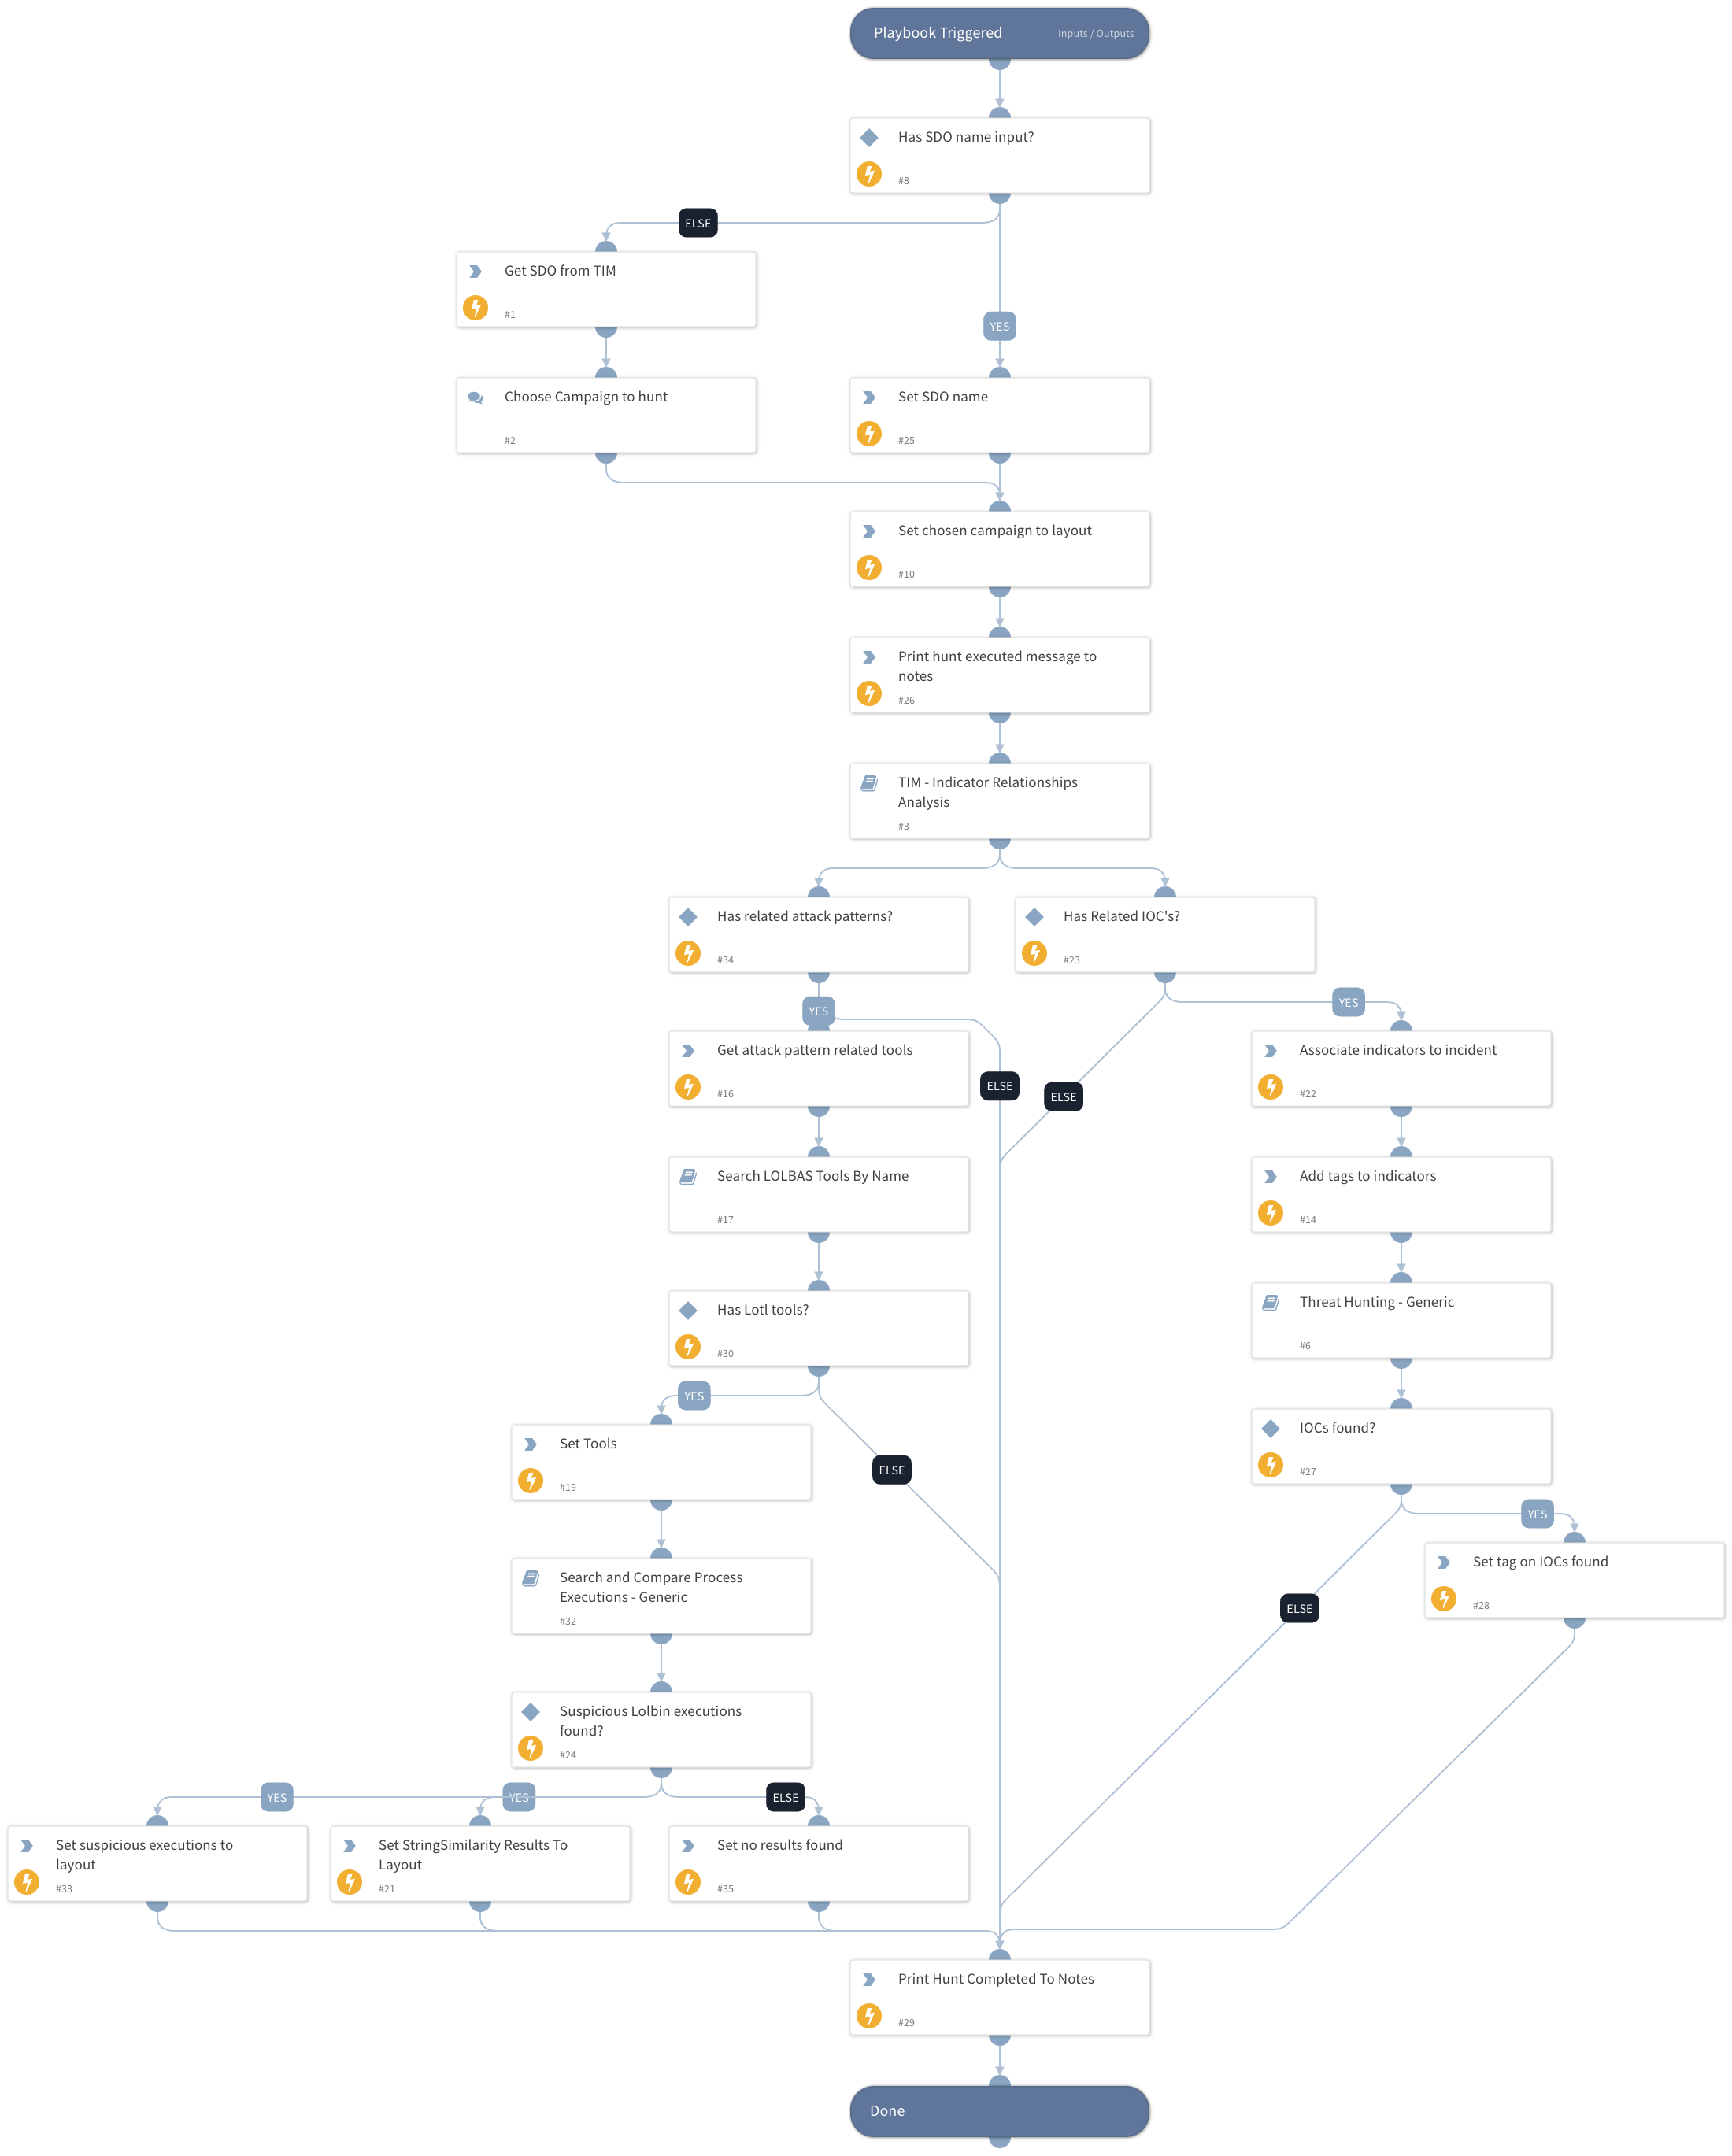 Playbook Triggered
Inputs / Outputs
Has SDO name input?
#8
ELSE
Get SDO from TIM
#1
YES
Choose Campaign to hunt
#2
Set SDO name
#25
Set chosen campaign to layout
#10
Print hunt executed message to
notes
#26
TIM - Indicator Relationships
Analysis
#3
Has related attack patterns?
#34
Has Related IOC's?
#23
YES
YES
Get attack pattern related tools
#16
ELSE
ELSE
Associate indicators to incident
#22
Search LOLBAS Tools By Name
#17
Add tags to indicators
#14
Has Lotl tools?
#30
Threat Hunting - Generic
#6
YES
Set Tools
#19
ELSE
IOCs found?
#27
YES
Search and Compare Process
Executions - Generic
#32
ELSE
Set tag on IOCs found
#28
Suspicious Lolbin executions
found?
#24
YES
YES
ELSE
Set suspicious executions to
layout
#33
Set StringSimilarity Results To
Layout
#21
Set no results found
#35
Print Hunt Completed To Notes
#29
Done